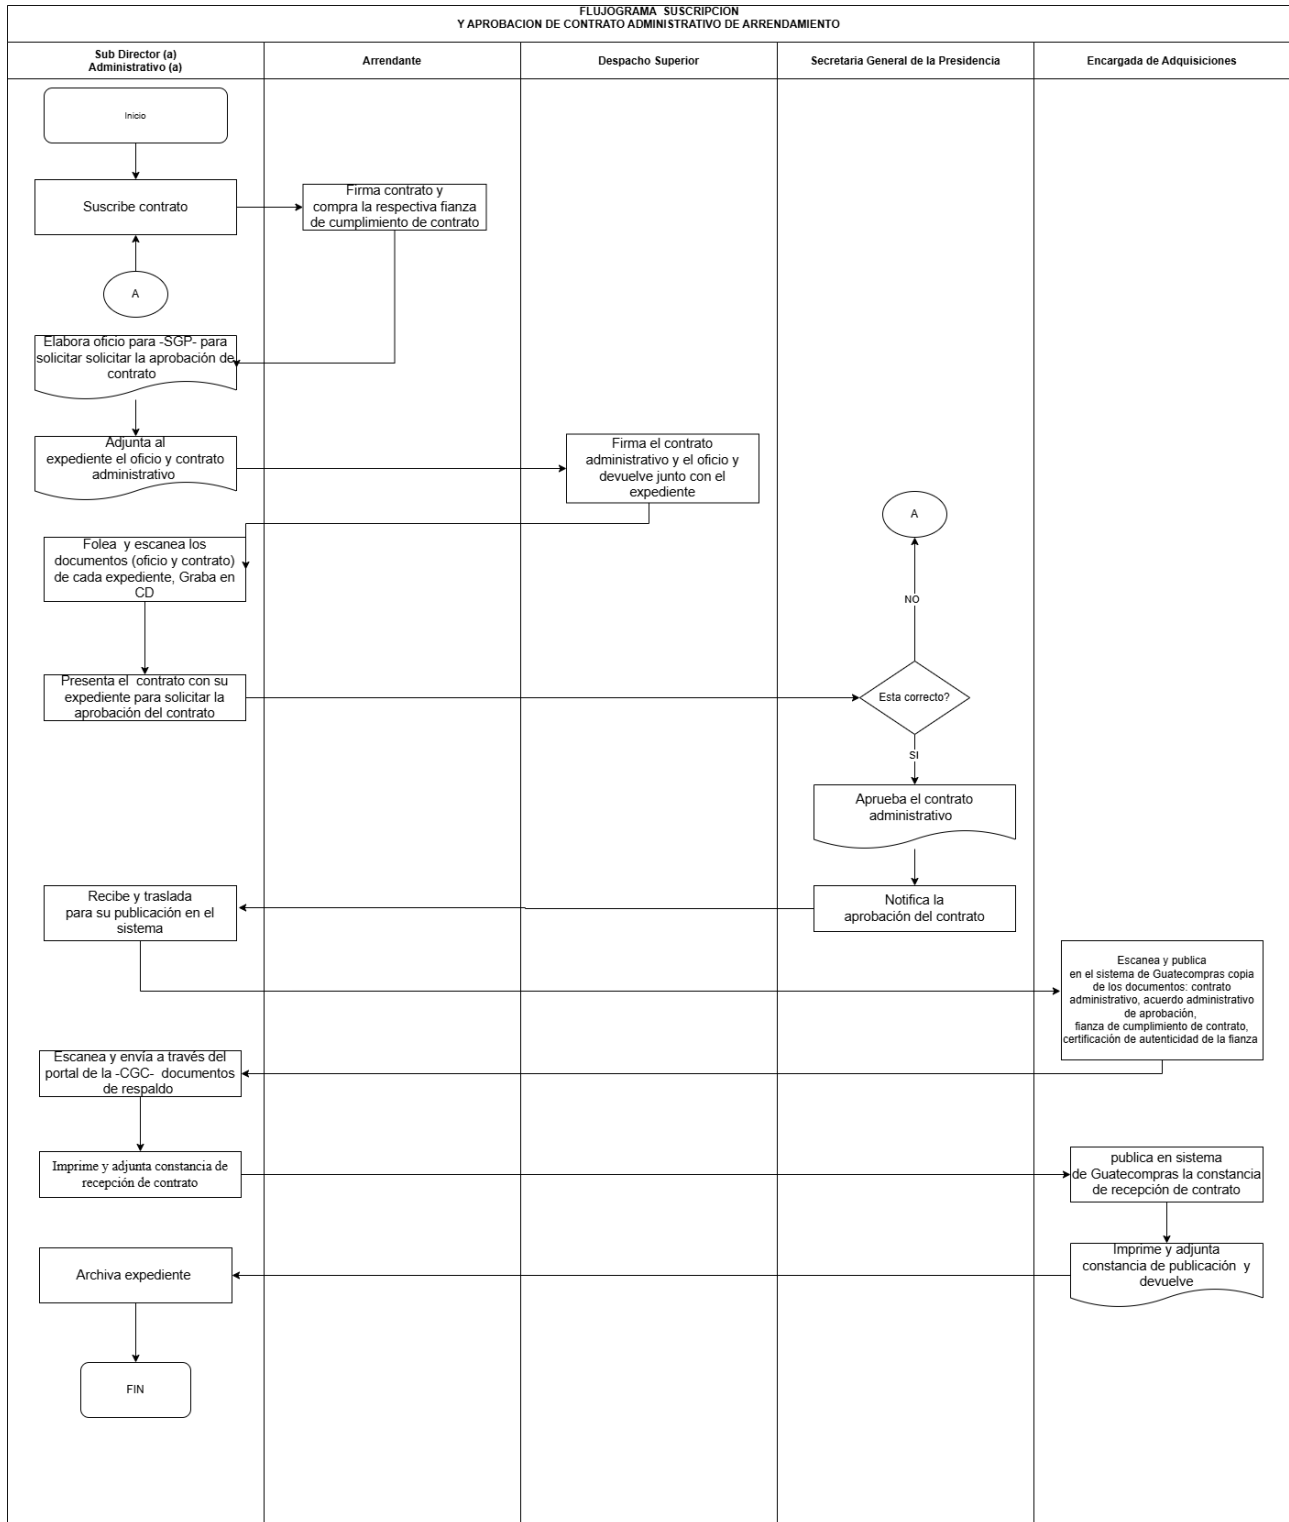 FLUJOGRAMA SUSCRIPCION
Y APROBACION DE CONTRATO ADMINISTRATIVO DE ARRENDAMIENTO
Sub Director (a)
Administrativo (a)
Arrendante
Despacho Superior
Secretaria General de la Presidencia
Encargada de Adquisiciones
Inicio
Suscribe contrato
Firma contrato y
compra la respectiva fianza
de cumplimiento de contrato
A
Elabora oficio para -SGP- para
solicitar solicitar la aprobación de
contrato
Adjunta al
expediente el oficio y contrato
administrativo
Firma el contrato
administrativo y el oficio y
devuelve junto con el
expediente
A
Folea y escanea los
documentos (oficio y contrato)
de cada expediente, Graba en
CD
NO
Presenta el contrato con su
expediente para solicitar la
aprobación del contrato
Esta correcto?
SI
Aprueba el contrato
administrativo
Recibe y traslada
para su publicación en el
sistema
Notifica la
aprobación del contrato
Escanea y publica
en el sistema de Guatecompras copia
de los documentos: contrato
administrativo, acuerdo administrativo
de aprobación,
fianza de cumplimiento de contrato,
certificación de autenticidad de la fianza
Escanea y envía a través del
portal de la -CGC- documentos
de respaldo
Imprime y adjunta constancia de
recepción de contrato
publica en sistema
de Guatecompras la constancia
de recepción de contrato
Archiva expediente
Imprime y adjunta
constancia de publicación y
devuelve
FIN